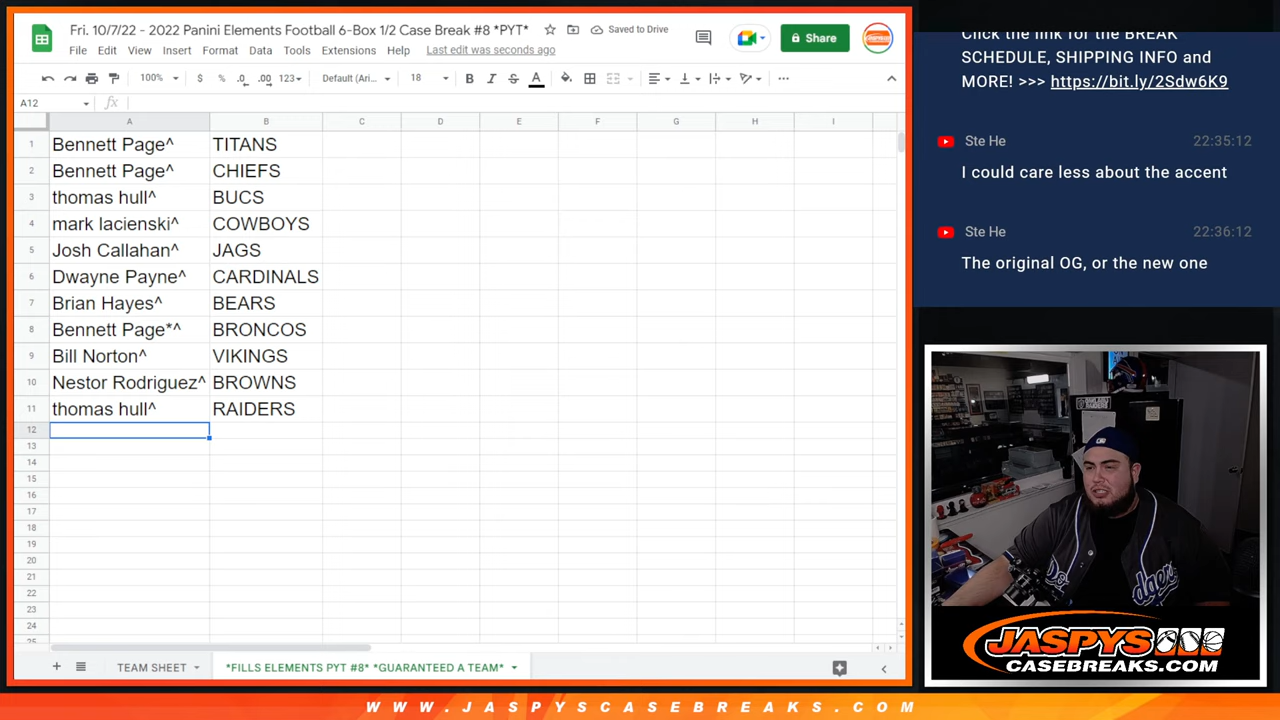 Fri. 10/7/22 - 2022 Panini Elements Football 6-Box 1/2 Case Break #8 *PYT*
Saved to Drive
Share
File Edit View Format Data Tools Extensions Help Last edit was seconds ago
100% $ % .0 .00 123 Default (Ari... 18 B I S A
A12 fx
A B C D E F G H I
1 Bennett Page^ TITANS
2 Bennett Page^ CHIEFS
3 thomas hull^ BUCS
4 mark lacienski^ COWBOYS
5 Josh Callahan^ JAGS
6 Dwayne Payne^ CARDINALS
7 Brian Hayes^ BEARS
8 Bennett Page*^ BRONCOS
9 Bill Norton^ VIKINGS
10 Nestor Rodriguez^ BROWNS
11 thomas hull^ RAIDERS
12
13
14
15
16
17
18
19
20
21
22
23
24
25
TEAM SHEET *FILLS ELEMENTS PYT #8* *GUARANTEED A TEAM*
Click the link for the BREAK
SCHEDULE, SHIPPING INFO and
MORE! >>> https://bit.ly/2Sdw6K9
Ste He 22:35:12
I could care less about the accent
Ste He 22:36:12
The original OG, or the new one
JASPYS
CASEBREAKS.COM
WWW.JASPYSCASEBREAKS.COM